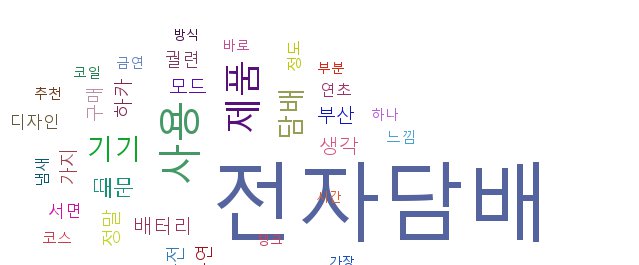 방식
바로
정도
궐련
금연
코일
부분
제품
모드
하카
구매
추천
연초
담배
부산
하나
디자인
사용
느낌
생각
기기
냄새
가지
때문
전자담배
시간
서면
정말
배터리
코스
가장